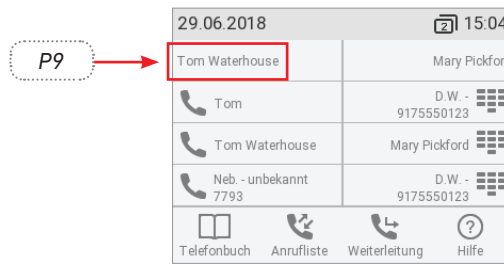 29.06.2018 2 15:04
P9
Tom Waterhouse Mary Pickfor
Tom D.W. -
9175550123
Tom Waterhouse Mary Pickford
Neb. - unbekannt D.W. -
7793 9175550123
Telefonbuch Anrufliste Weiterleitung Hilfe